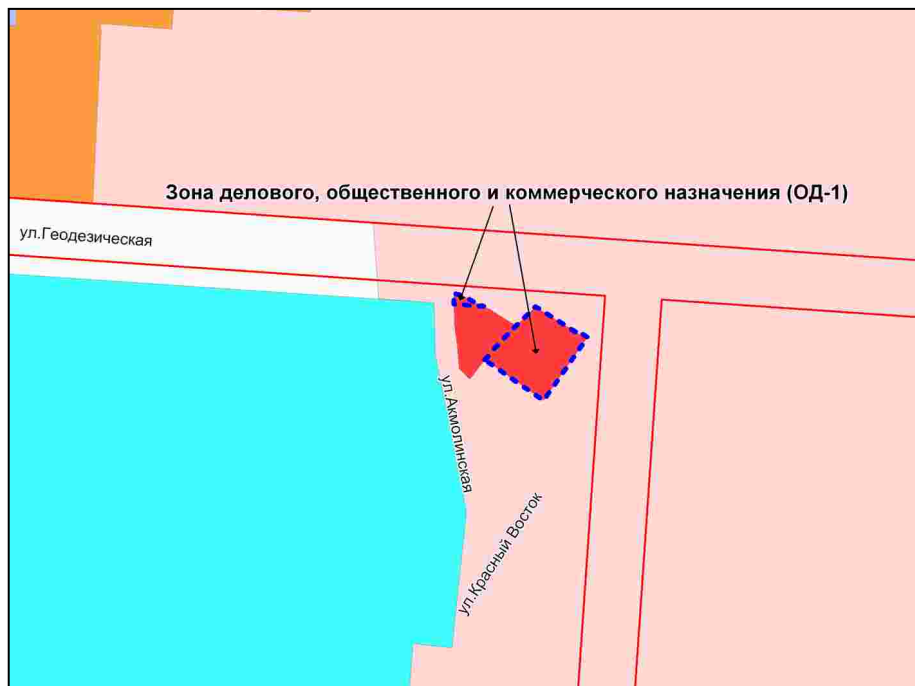 Зона делового, общественного и коммерческого назначения (ОД-1)
ул.Геодезическая
ул.Акмолинская
ул.Красный Восток